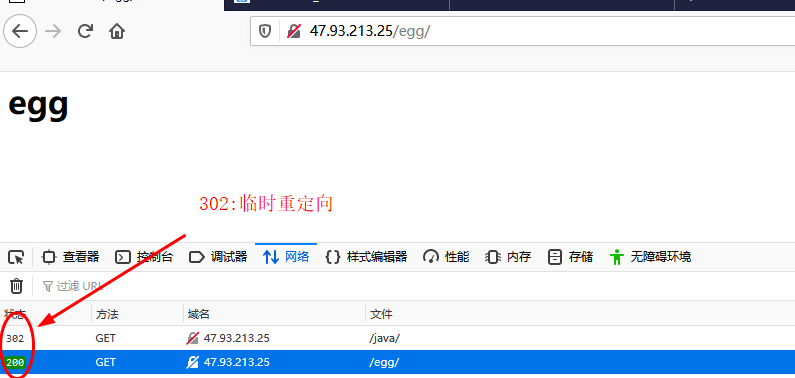 47.93.213.25/egg/
egg
302:临时重定向
查看器 控制台 调试器 网络 样式编辑器 性能 内存 存储 无障碍环境
过滤 URL
状态 方法 域名 文件
302 GET 47.93.213.25 /java/
200 GET 47.93.213.25 /egg/